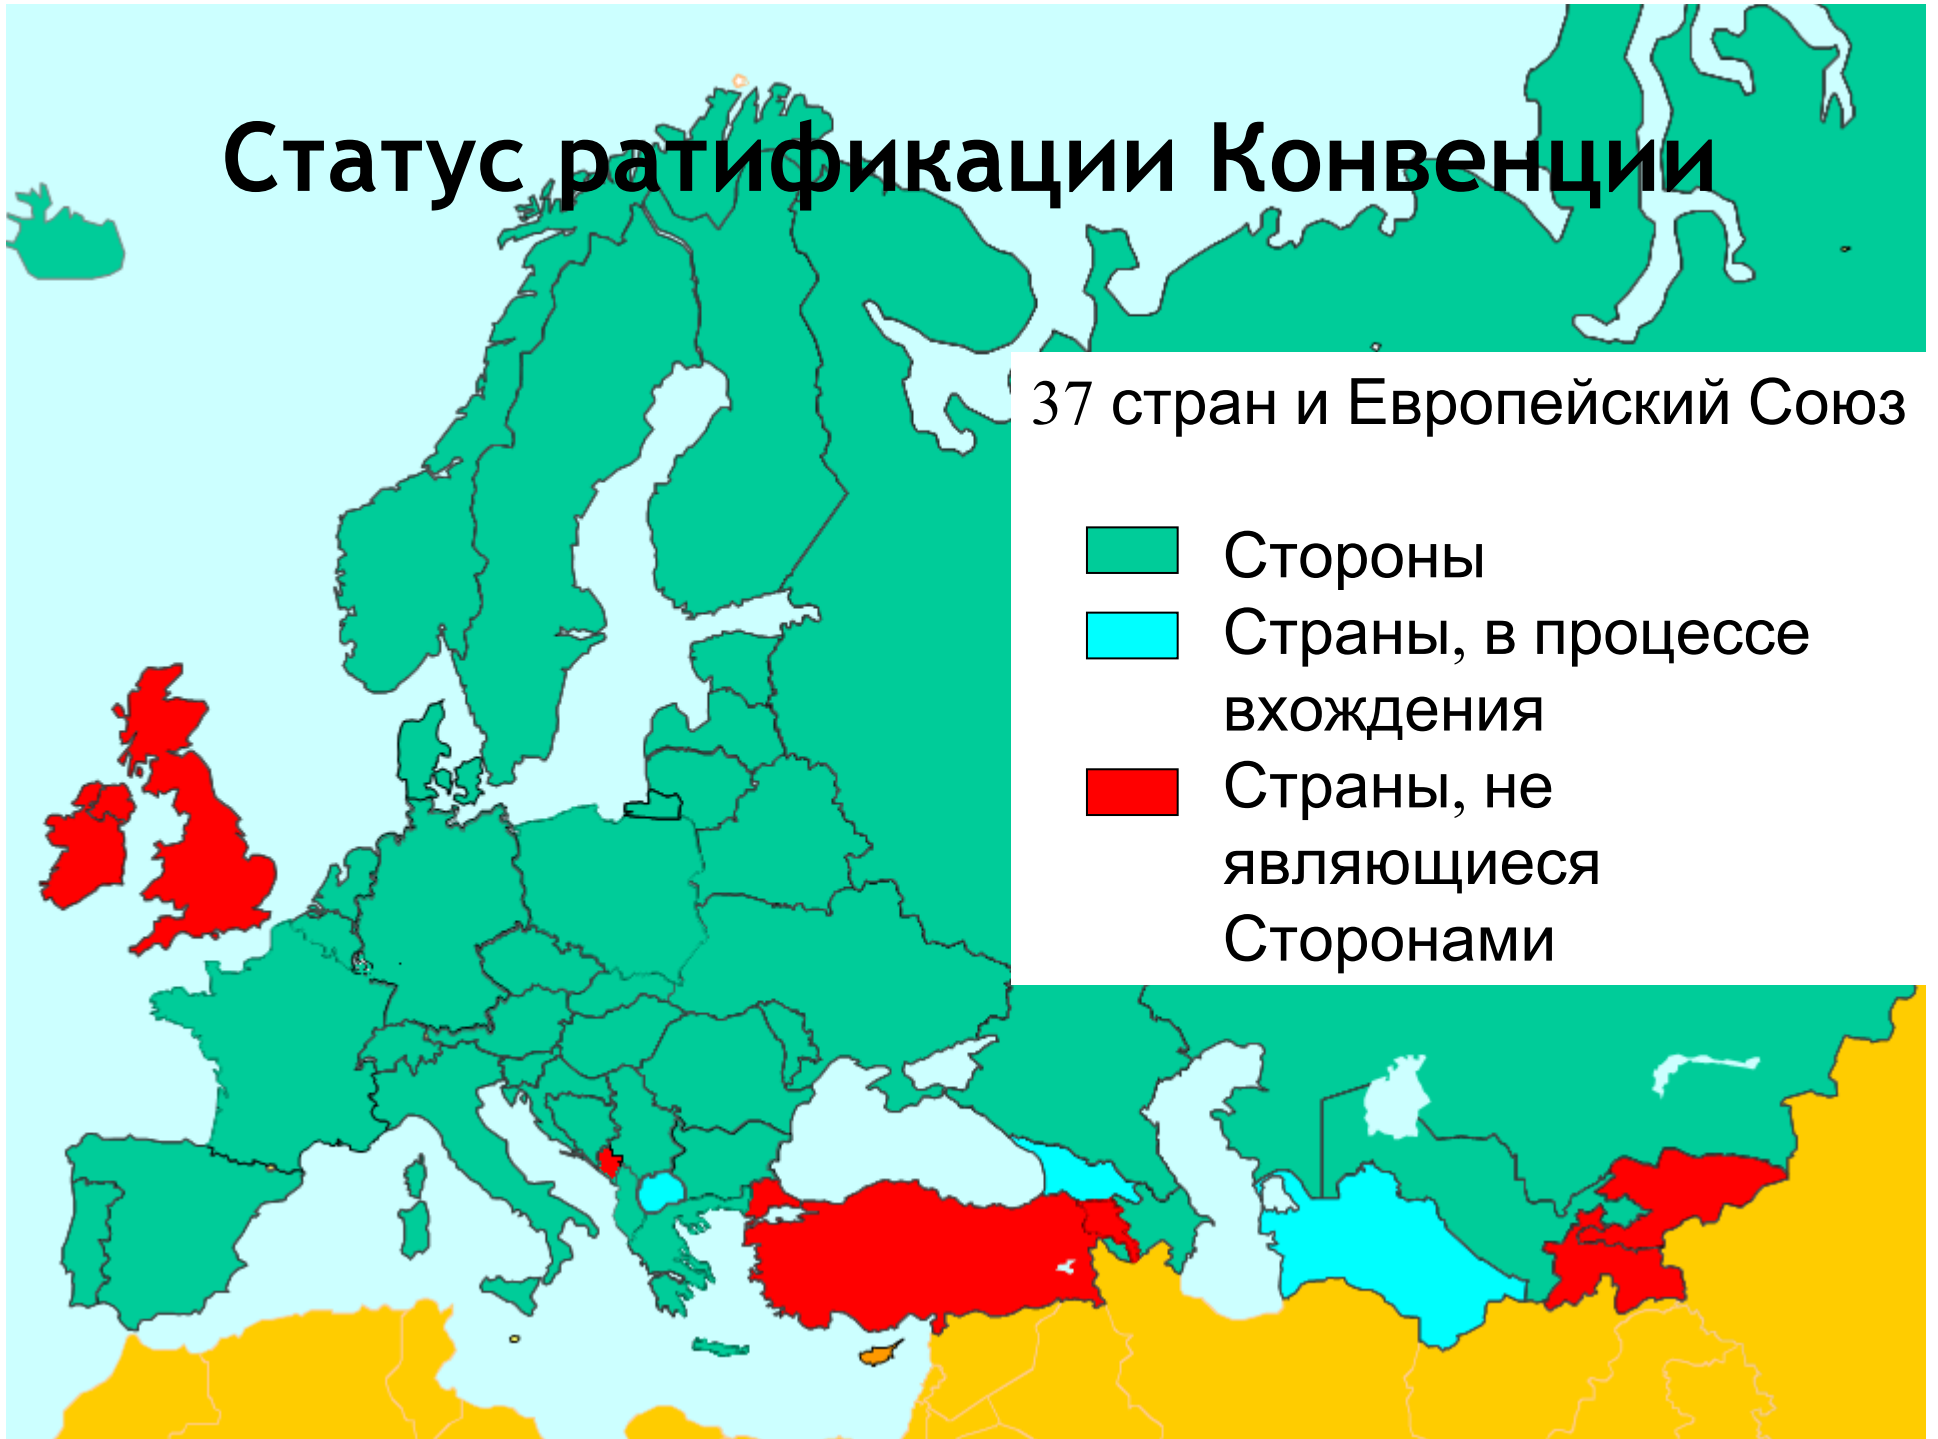 Статус ратификации Конвенции
37 стран и Европейский Союз
Стороны
Страны, в процессе
вхождения
Страны, не
являющиеся
Сторонами